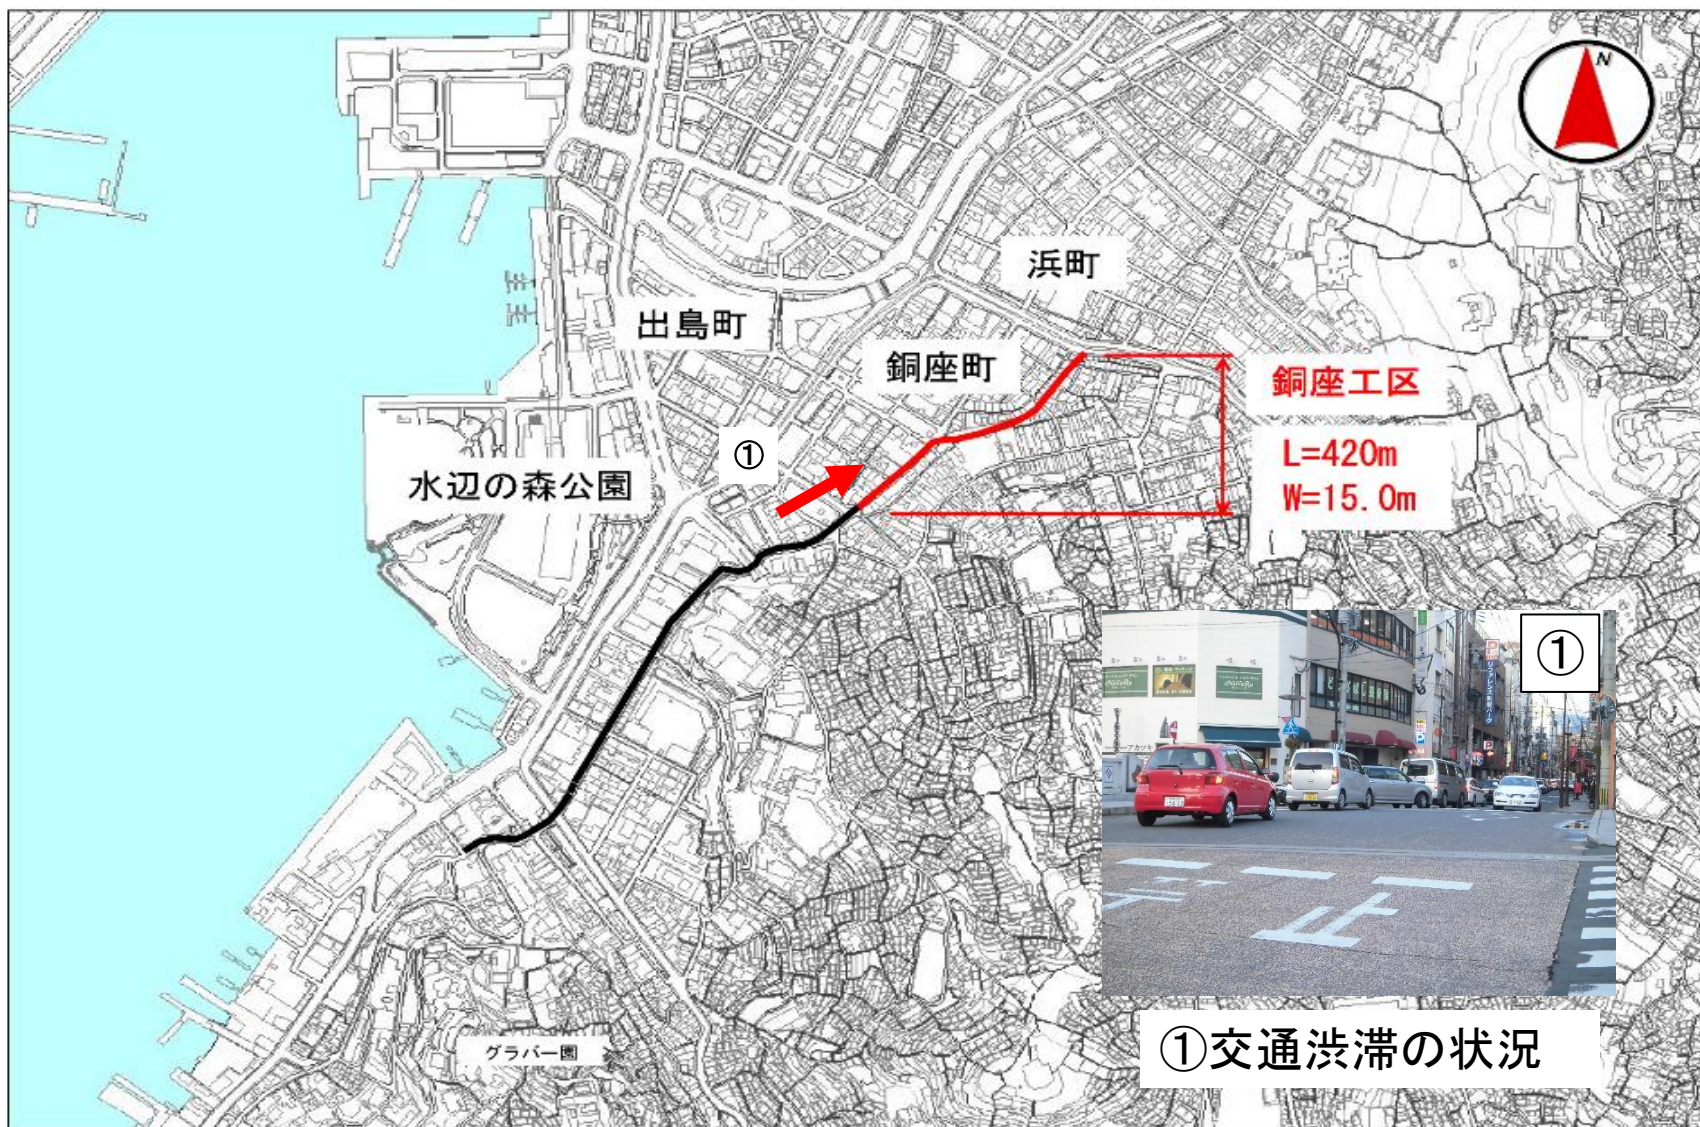 N
浜町
出島町
銅座町
銅座工区
L=420m
W=15.0m
①
水辺の森公園
①
グラバー園
①交通渋滞の状況